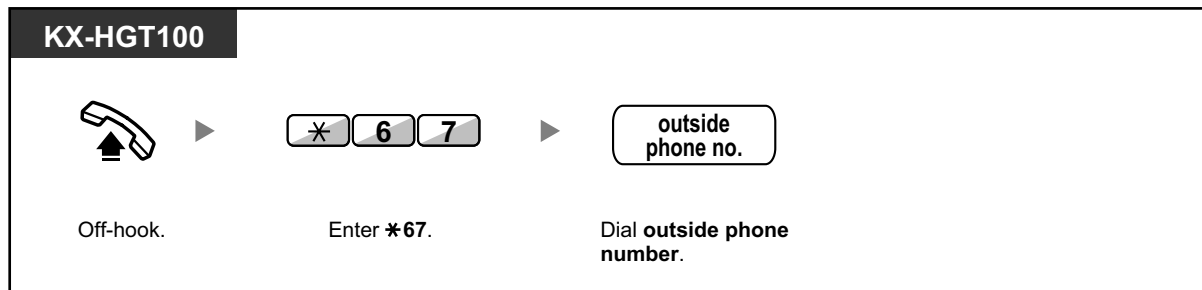 KX-HGT100
* 6 7
outside
phone no.
Off-hook.
Enter *67.
Dial outside phone
number.